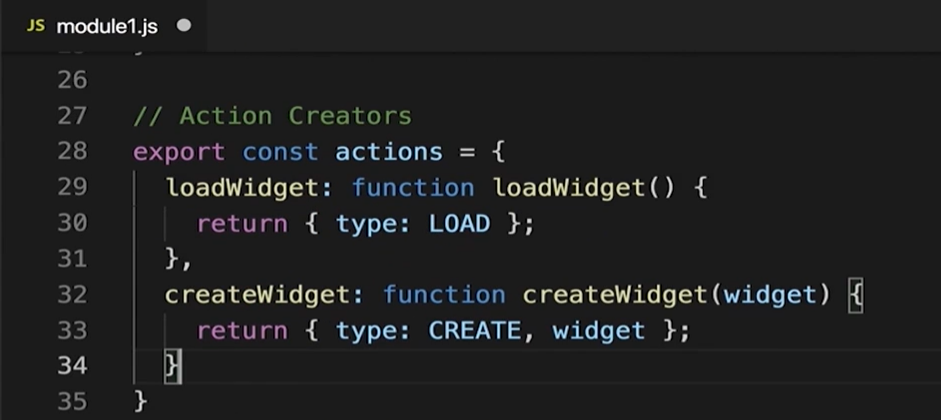 JS module1.js
26
27 // Action Creators
28 export const actions = {
29 loadWidget: function loadWidget() {
30 return { type: LOAD };
31 },
32 createWidget: function createWidget(widget) {
33 return { type: CREATE, widget };
34 }
35 }